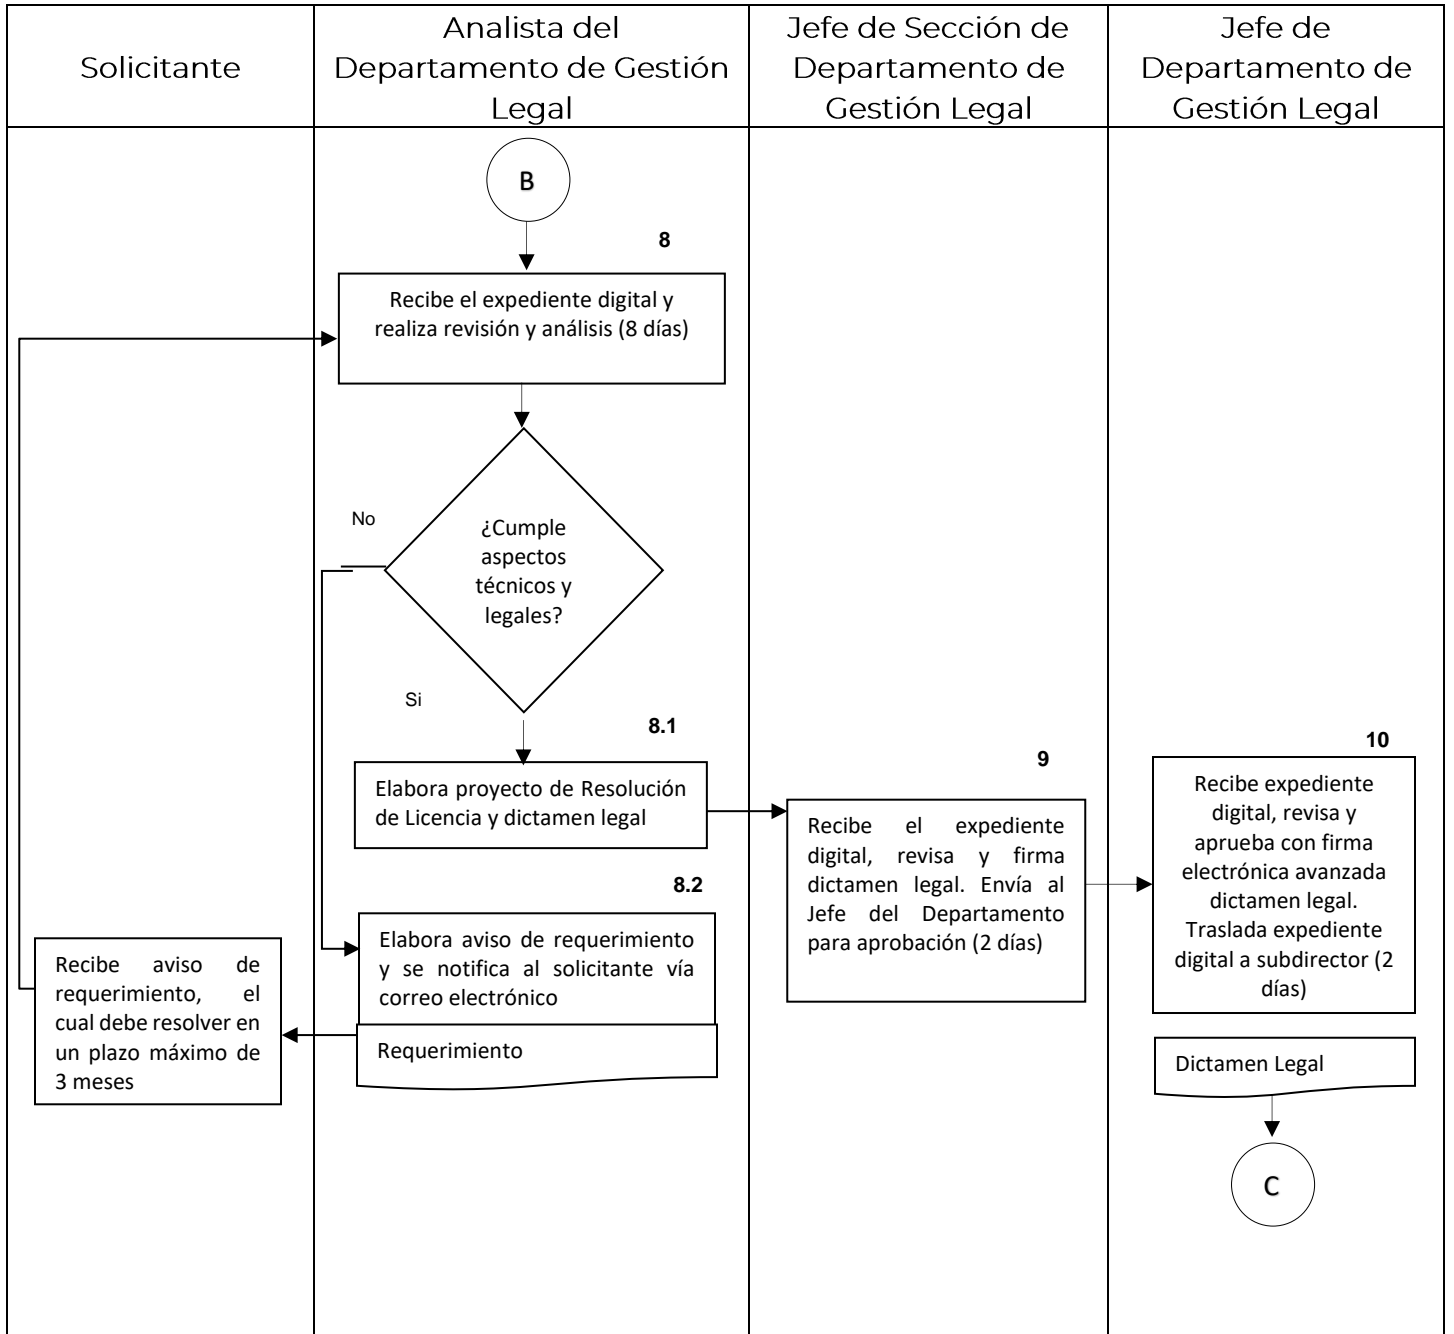 Solicitante
Analista del
Departamento de Gestión
Legal
Jefe de Sección de
Departamento de
Gestión Legal
Jefe de
Departamento de
Gestión Legal
B
8
Recibe el expediente digital y
realiza revisión y análisis (8 días)
No
¿Cumple
aspectos
técnicos y
legales?
Si
8.1
Elabora proyecto de Resolución
de Licencia y dictamen legal
9
Recibe el expediente
digital, revisa y firma
dictamen legal. Envía al
Jefe del Departamento
para aprobación (2 días)
10
Recibe expediente
digital, revisa y
aprueba con firma
electrónica avanzada
dictamen legal.
Traslada expediente
digital a subdirector (2
días)
8.2
Elabora aviso de requerimiento
y se notifica al solicitante vía
correo electrónico
Requerimiento
Recibe aviso de
requerimiento, el
cual debe resolver en
un plazo máximo de
3 meses
Dictamen Legal
C